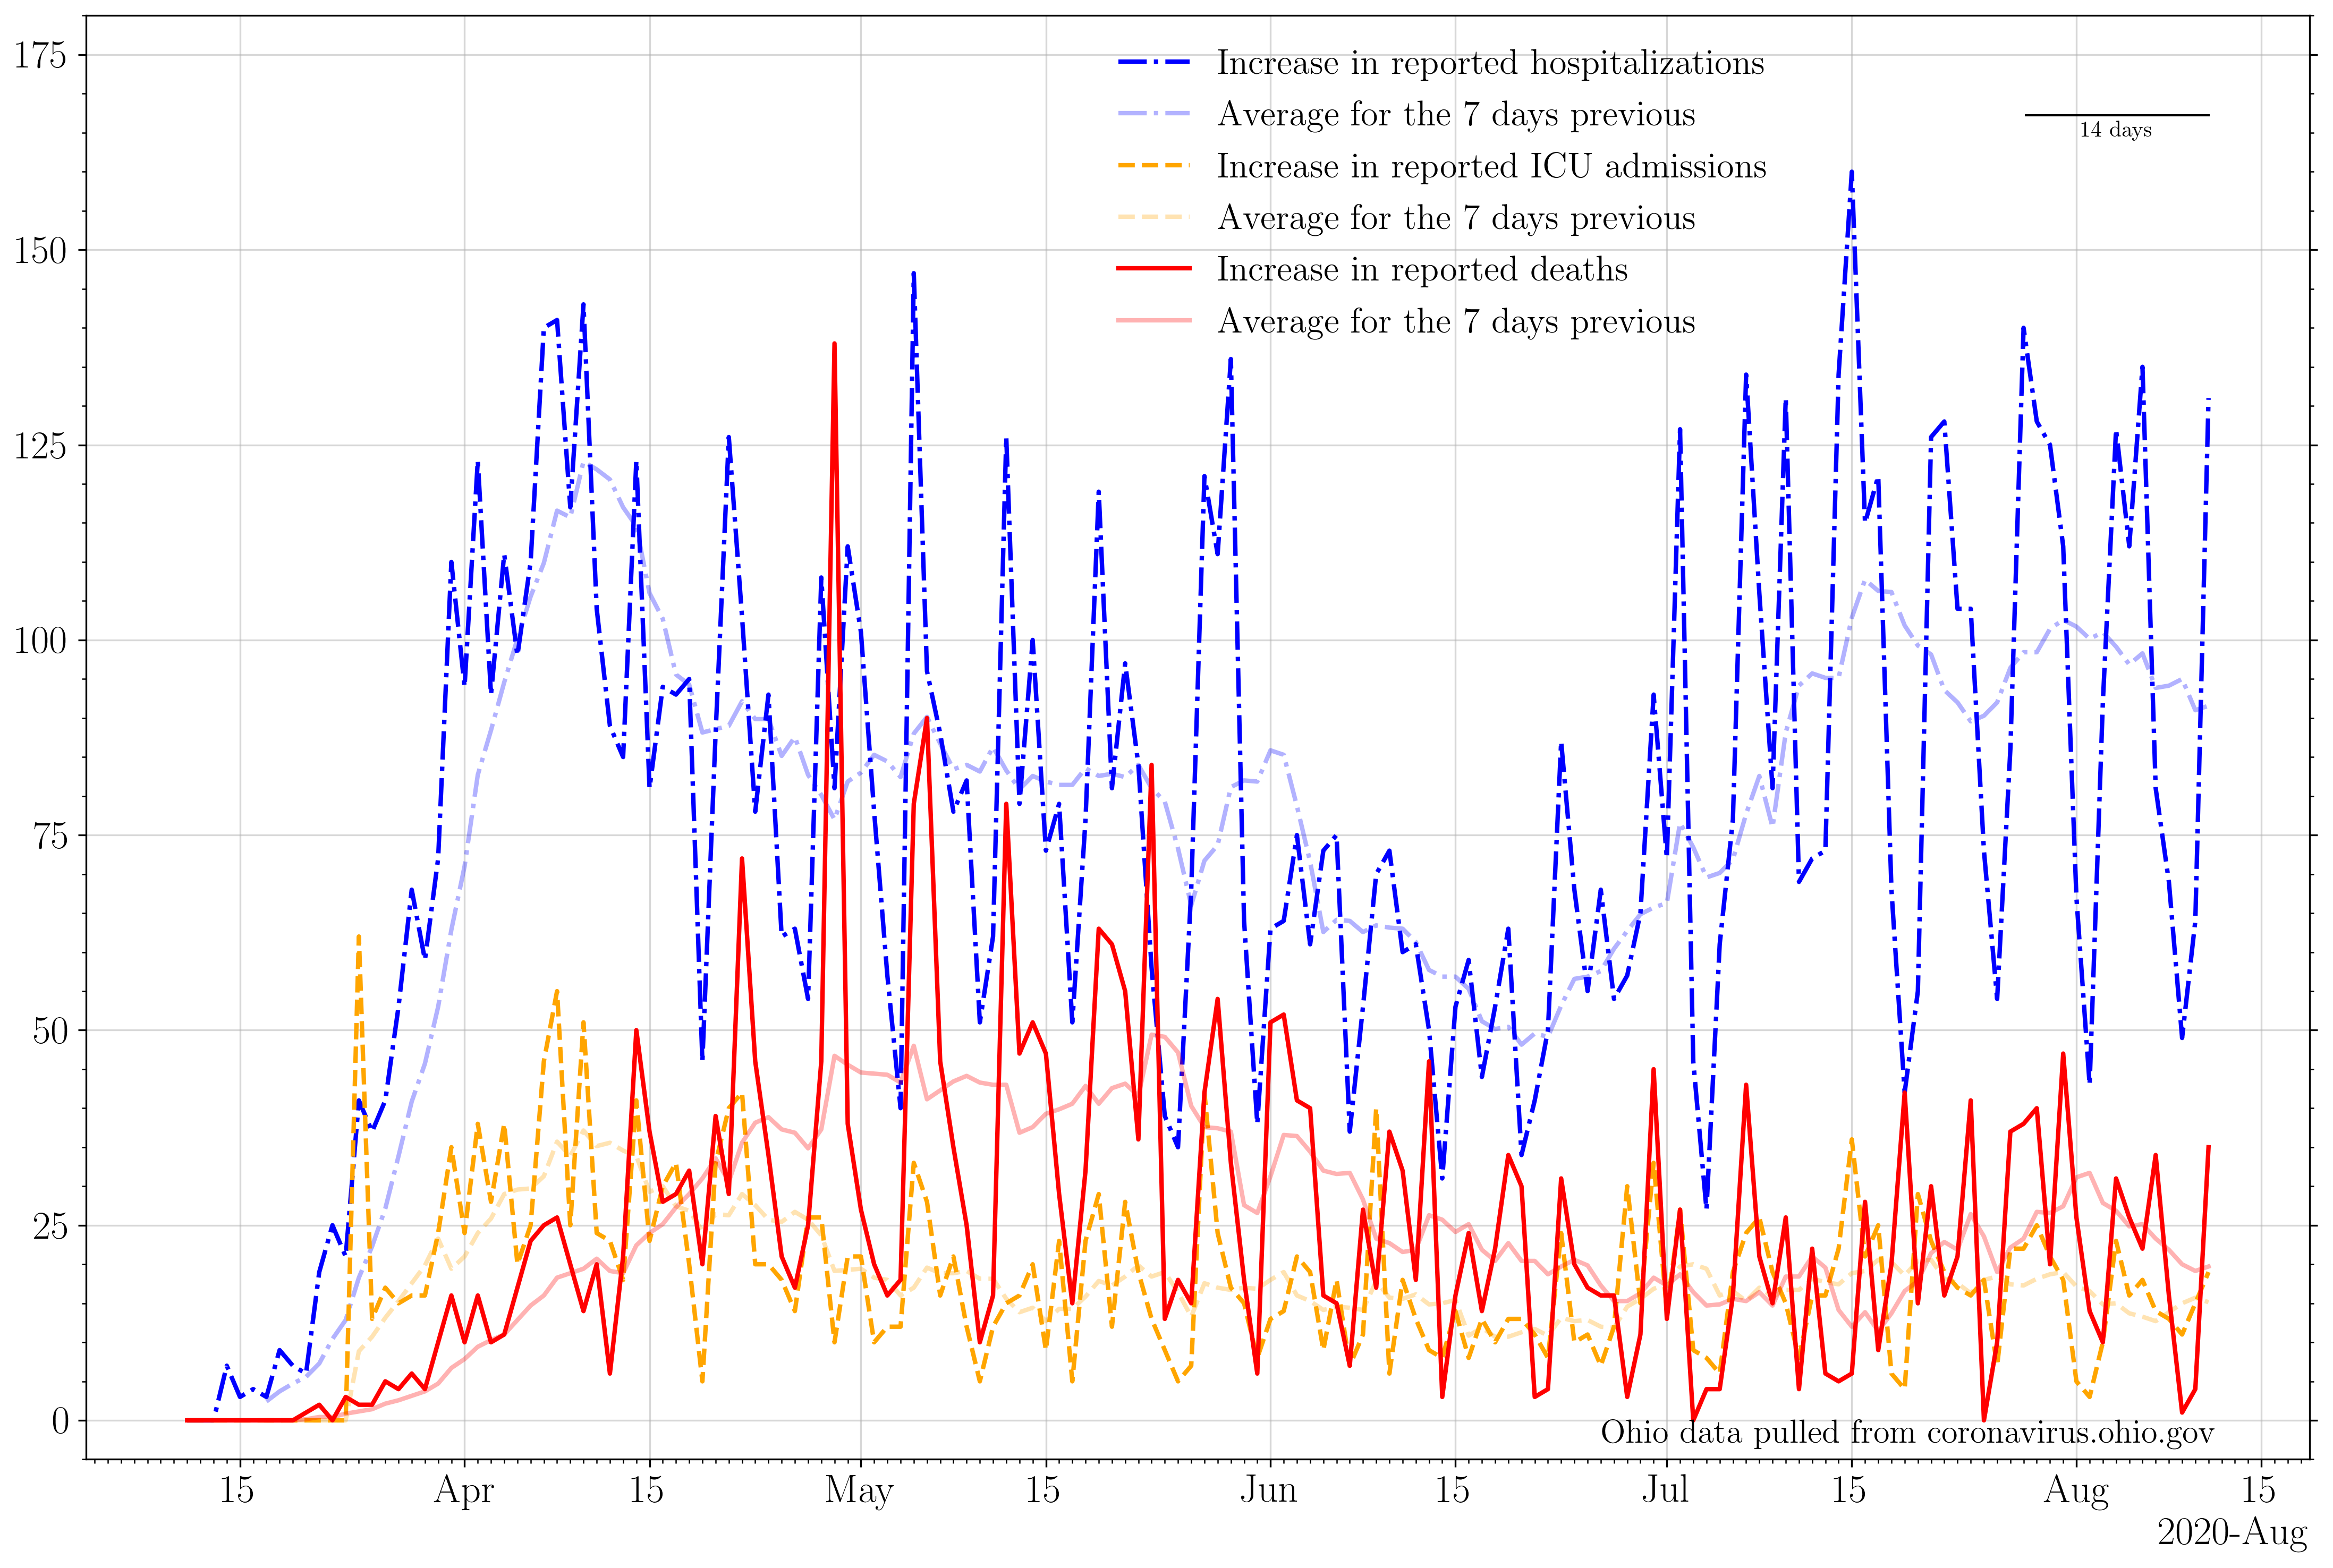 175
150
125
100
75
50
25
0
Increase in reported hospitalizations
Average for the 7 days previous
Increase in reported ICU admissions
Average for the 7 days previous
Increase in reported deaths
Average for the 7 days previous
14 days
Ohio data pulled from coronavirus.ohio.gov
15 Apr 15 May 15 Jun 15 Jul 15 Aug 15
2020-Aug